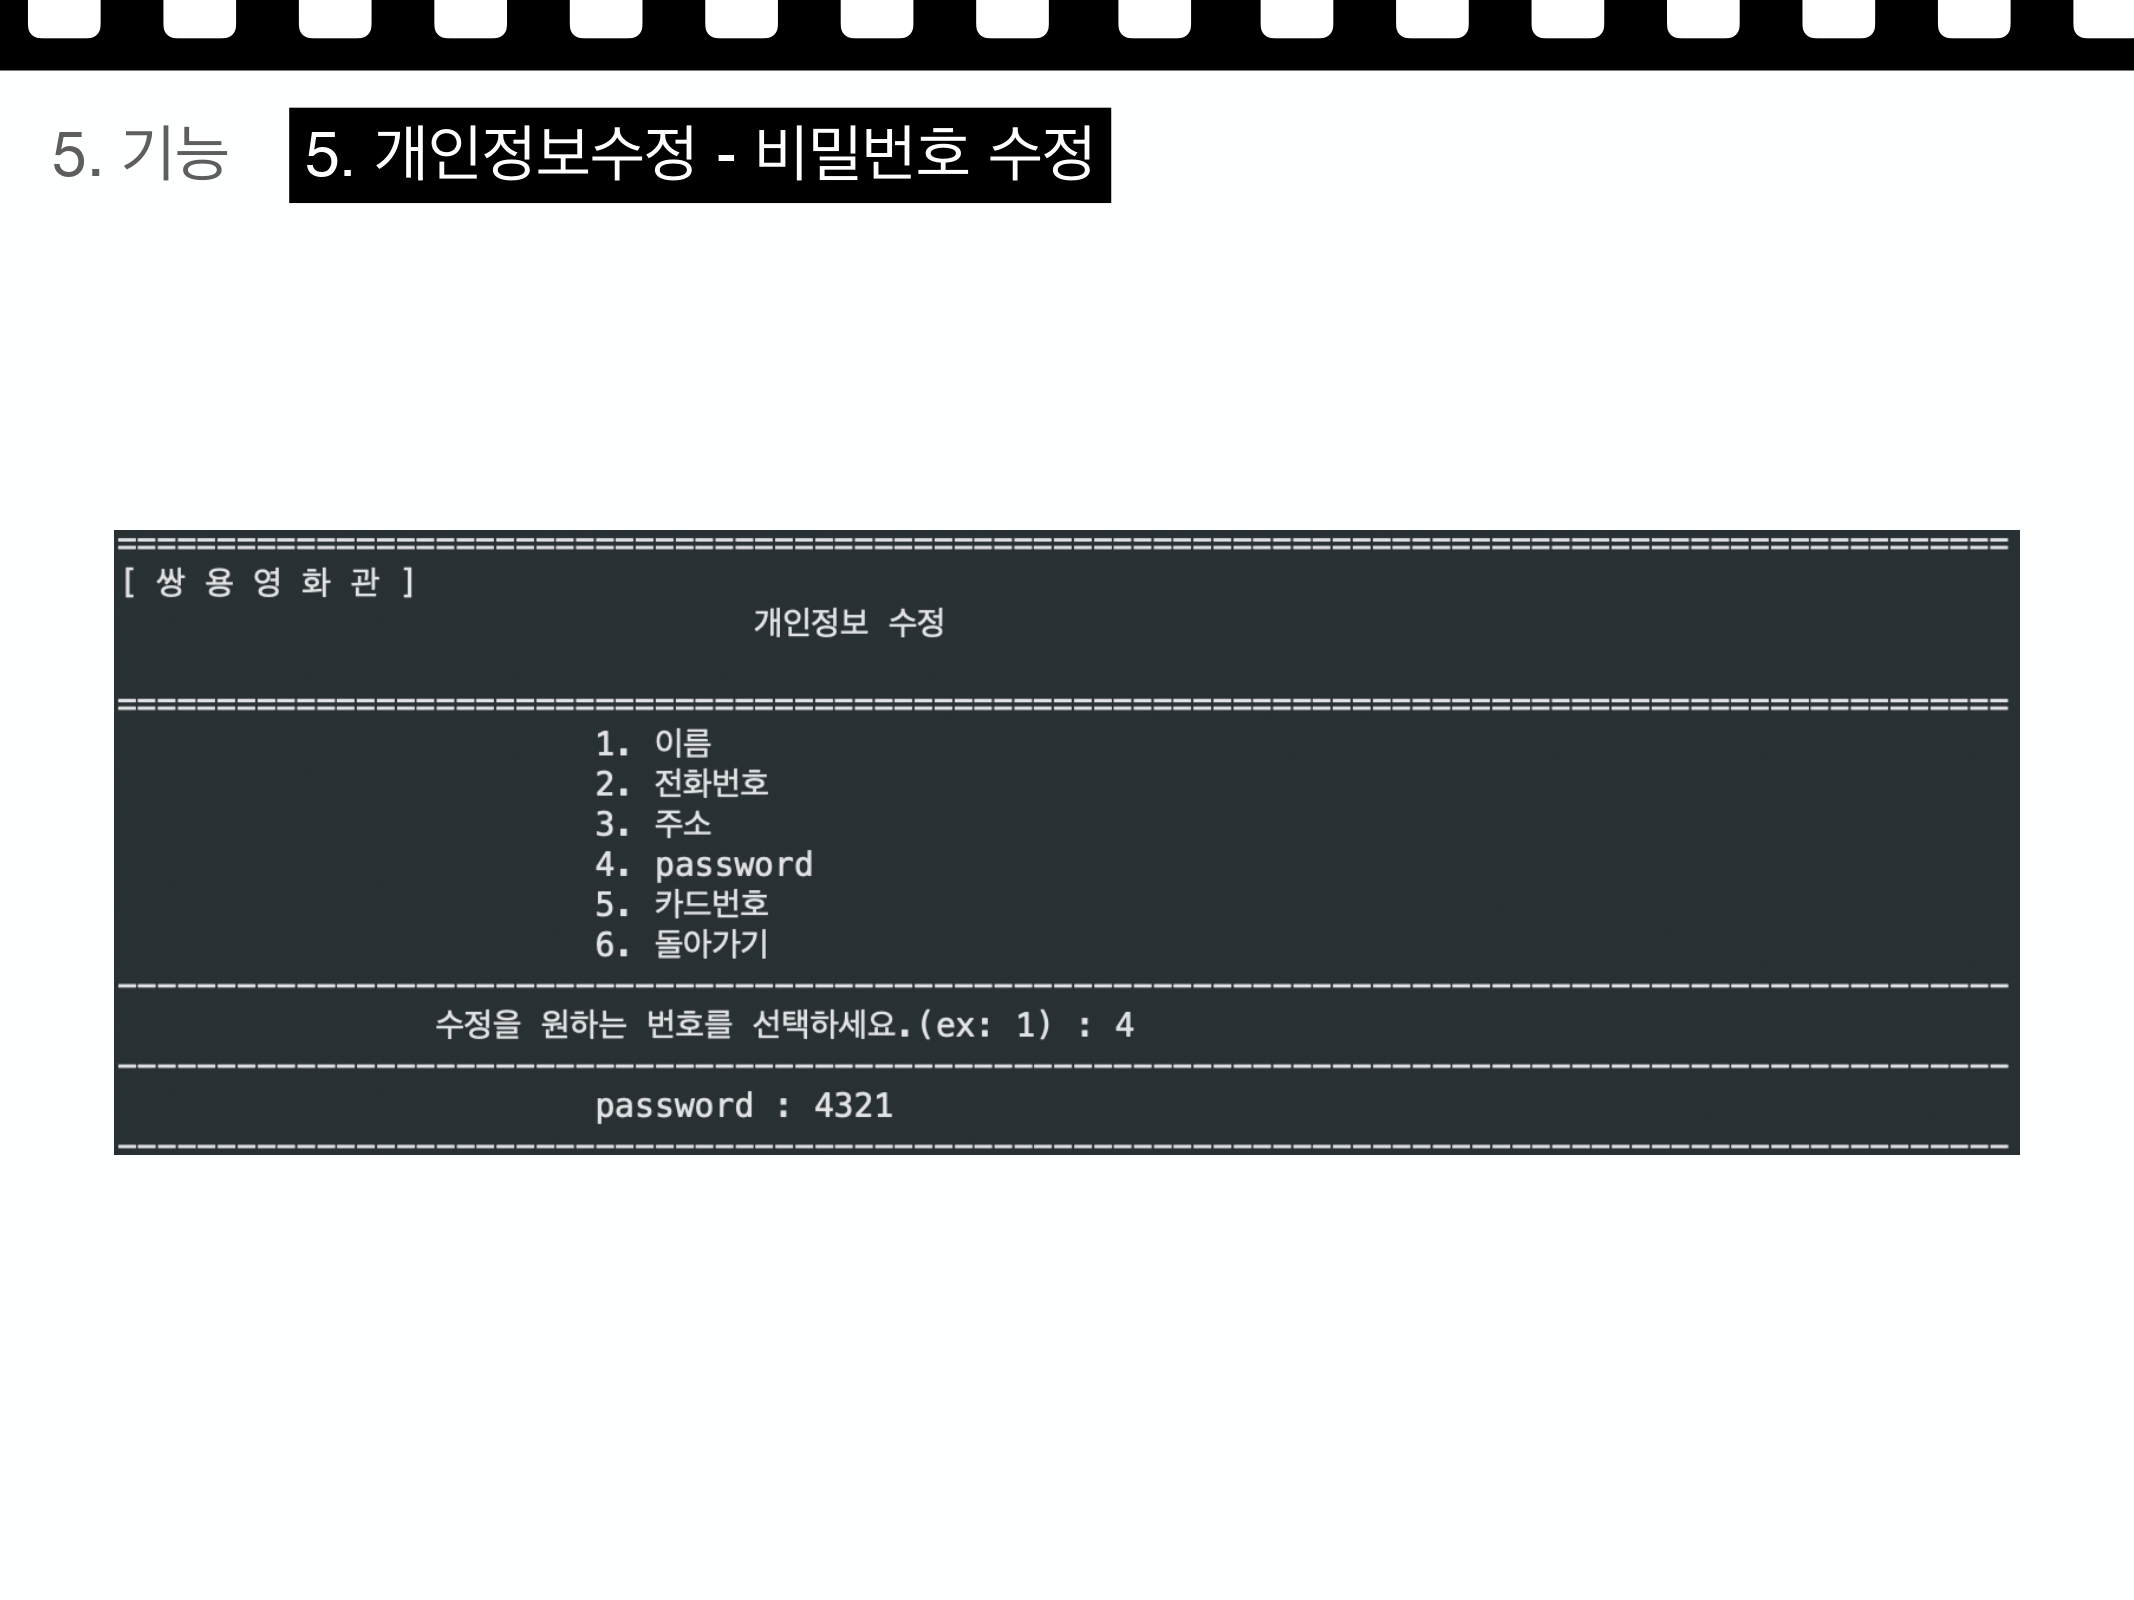 5. 기능 5. 개인정보수정 - 비밀번호 수정
===============================================================================================
[ 쌍 용 영 화 관 ]
개인정보 수정
===============================================================================================
1. 이름
2. 전화번호
3. 주소
4. password
5. 카드번호
6. 돌아가기
-----------------------------------------------------------------------------------------------
수정을 원하는 번호를 선택하세요.(ex: 1) : 4
-----------------------------------------------------------------------------------------------
password : 4321
-----------------------------------------------------------------------------------------------